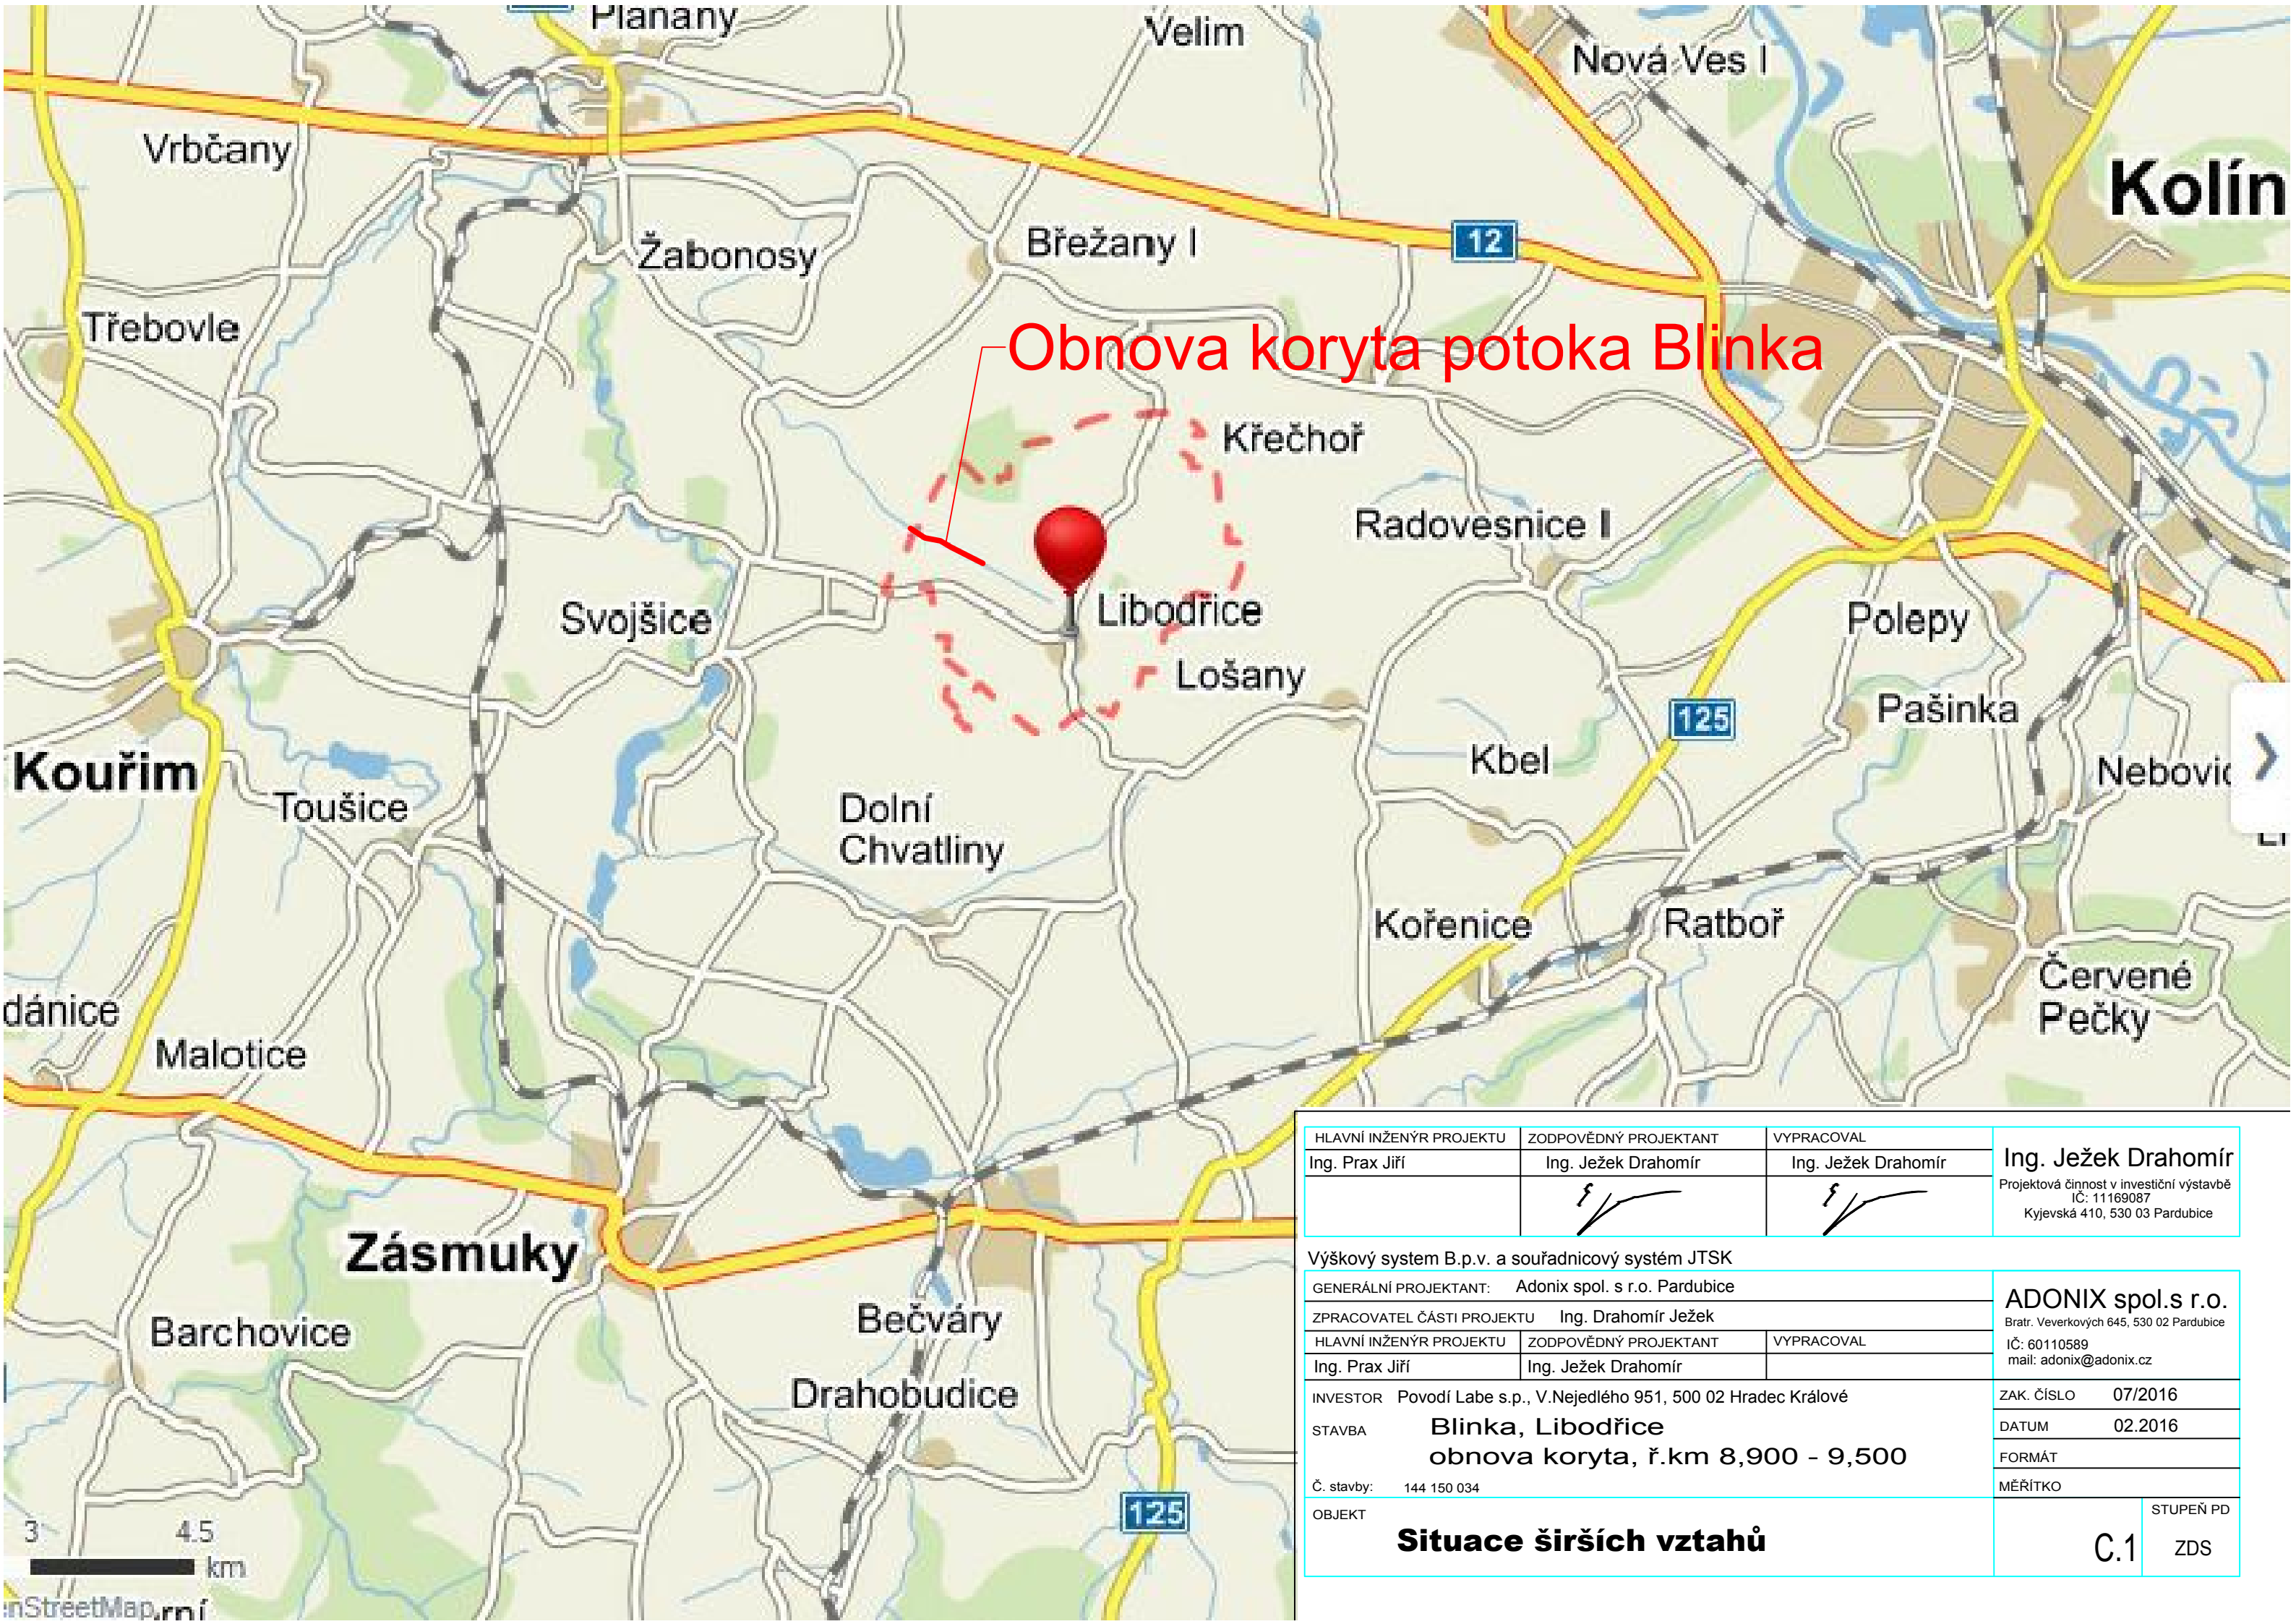 Plaňany
Velim
Nová Ves I
Vrbčany
Kolín
Žabonosy
Břežany I
12
Třebovle
Obnova koryta potoka Blinka
Křečhoř
Radovesnice I
Svojšice
Libodřice
Polepy
Lošany
125
Pašinka
Kouřim
Kbel
Nebovic
Toušice
Dolní
Chvatliny
Kořenice
Ratboř
Červené
Pečky
dánice
Malotice
Zásmuky
Bečváry
Barchovice
Drahobudice
125
3 4.5
km
enStreetMap
rní
HLAVNÍ INŽENÝR PROJEKTU ZODPOVĚDNÝ PROJEKTANT VYPRACOVAL
Ing. Prax Jiří Ing. Ježek Drahomír Ing. Ježek Drahomír
Ing. Ježek Drahomír
Projektová činnost v investiční výstavbě
IČ: 11169087
Kyjevská 410, 530 03 Pardubice
Výškový system B.p.v. a souřadnicový systém JTSK
GENERÁLNÍ PROJEKTANT: Adonix spol. s r.o. Pardubice
ZPRACOVATEL ČÁSTI PROJEKTU Ing. Drahomír Ježek
HLAVNÍ INŽENÝR PROJEKTU ZODPOVĚDNÝ PROJEKTANT VYPRACOVAL
Ing. Prax Jiří Ing. Ježek Drahomír
ADONIX spol.s r.o.
Bratr. Veverkových 645, 530 02 Pardubice
IČ: 60110589
mail: adonix@adonix.cz
INVESTOR Povodí Labe s.p., V.Nejedlého 951, 500 02 Hradec Králové
STAVBA Blinka, Libodřice
obnova koryta, ř.km 8,900 - 9,500
Č. stavby: 144 150 034
ZAK. ČÍSLO 07/2016
DATUM 02.2016
FORMÁT
MĚŘÍTKO
OBJEKT
Situace širších vztahů
C.1
STUPEŇ PD
ZDS